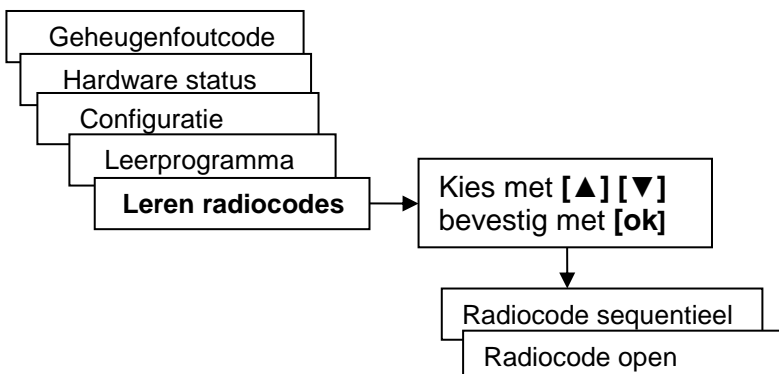 Geheugenfoutcode
Hardware status
Configuratie
Leerprogramma
Leren radiocodes
Kies met [▲] [▼]
bevestig met [ok]
Radiocode sequentieel
Radiocode open